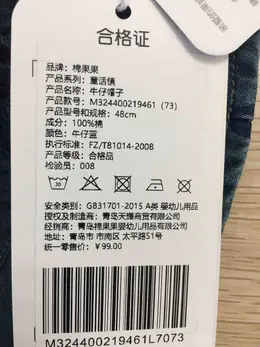 合格证
品牌：棉果果
产品系列：童活镇
产品名称：牛仔帽子
产品款号：M324400219461 (73)
产品型号和规格：48cm
成分：100%棉
颜色：牛仔蓝
执行标准：FZ/TB1014-2008
产品等级：合格品
检验员：008
30
安全类别：GB31701-2015 A类 婴幼儿用品
授权及制造商：青岛天耀商贸有限公司
经销商：青岛棉果果婴幼儿用品有限公司
地址：青岛市 市南区 太平路51号
统一零售价：￥99.00
M324400219461L7073